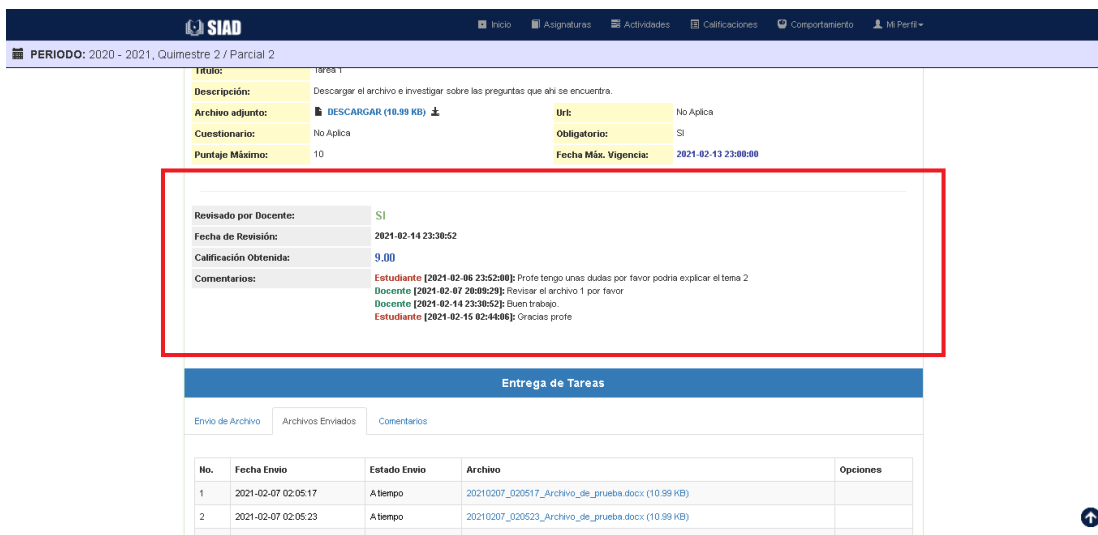 SIAD Inicio Asignaturas Actividades Calificaciones Comportamiento Mi Perfil
PERIODO: 2020 - 2021, Quimestre 2 / Parcial 2
Titulo: Tarea 1
Descripción: Descargar el archivo e investigar sobre las preguntas que ahi se encuentra.
Archivo adjunto: DESCARGAR (10.99 KB) Url: No Aplica
Cuestionario: No Aplica Obligatorio: SI
Puntaje Máximo: 10 Fecha Máx. Vigencia: 2021-02-13 23:00:00
Revisado por Docente: SI
Fecha de Revisión: 2021-02-14 23:30:52
Calificación Obtenida: 9.00
Comentarios: Estudiante [2021-02-06 23:52:00]: Profe tengo unas dudas por favor podria explicar el tema 2
Docente [2021-02-07 20:09:29]: Revisar el archivo 1 por favor
Docente [2021-02-14 23:30:52]: Buen trabajo.
Estudiante [2021-02-15 02:44:06]: Gracias profe
Entrega de Tareas
Envio de Archivo Archivos Enviados Comentarios
No. Fecha Envio Estado Envio Archivo Opciones
1 2021-02-07 02:05:17 A tiempo 20210207_020517_Archivo_de_prueba.docx (10.99 KB)
2 2021-02-07 02:05:23 A tiempo 20210207_020523_Archivo_de_prueba.docx (10.99 KB)